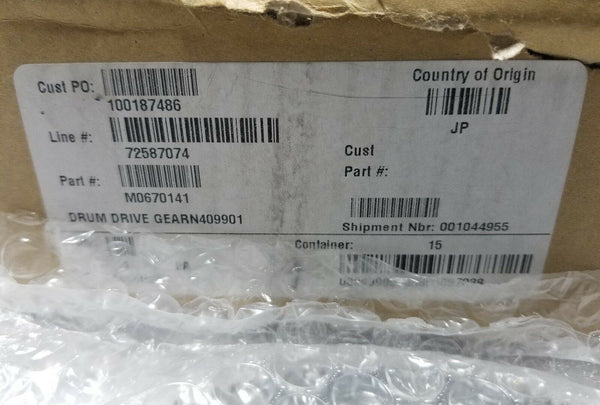 Cust PO:
100187486
Line #:
72587074
Part #:
M0670141
DRUM DRIVE GEARN409901
Country of Origin
JP
Cust
Part #:
Shipment Nbr: 001044955
Container: 15